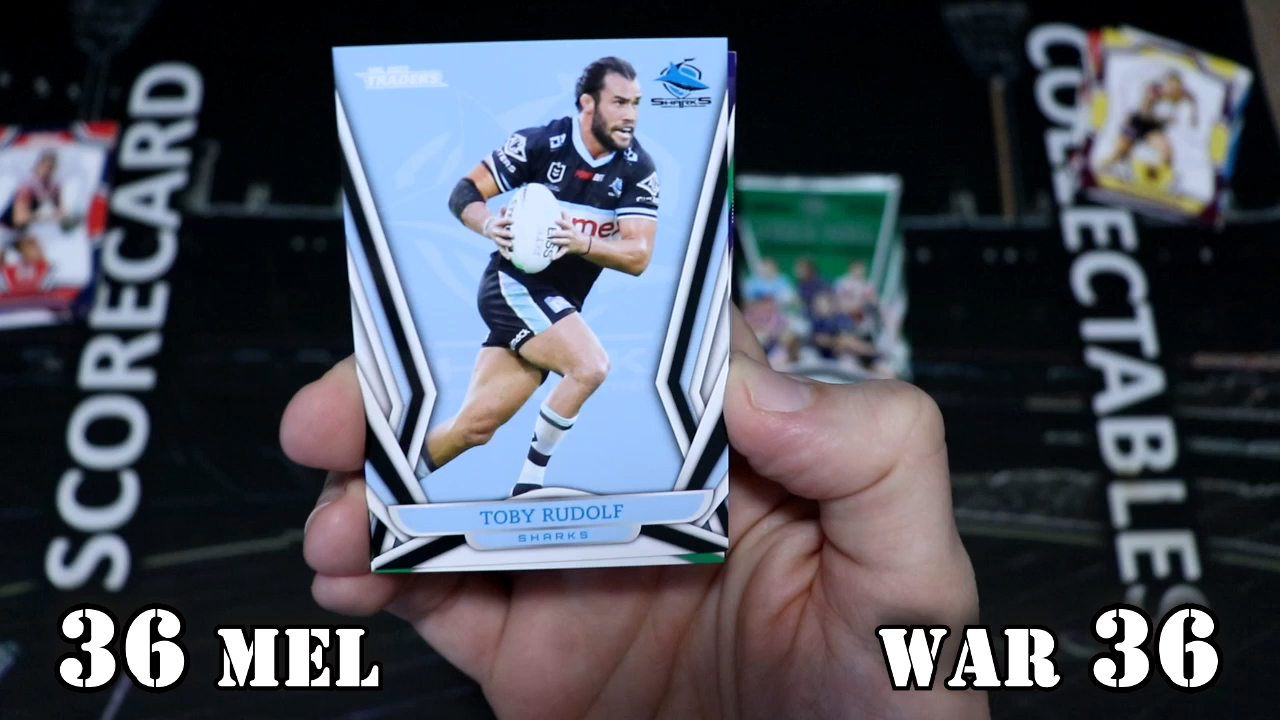 SCORECARD
COLLECTABLES
TRADERS
SHARKS
TOBY RUDOLF
SHARKS
36 MEL
WAR 36